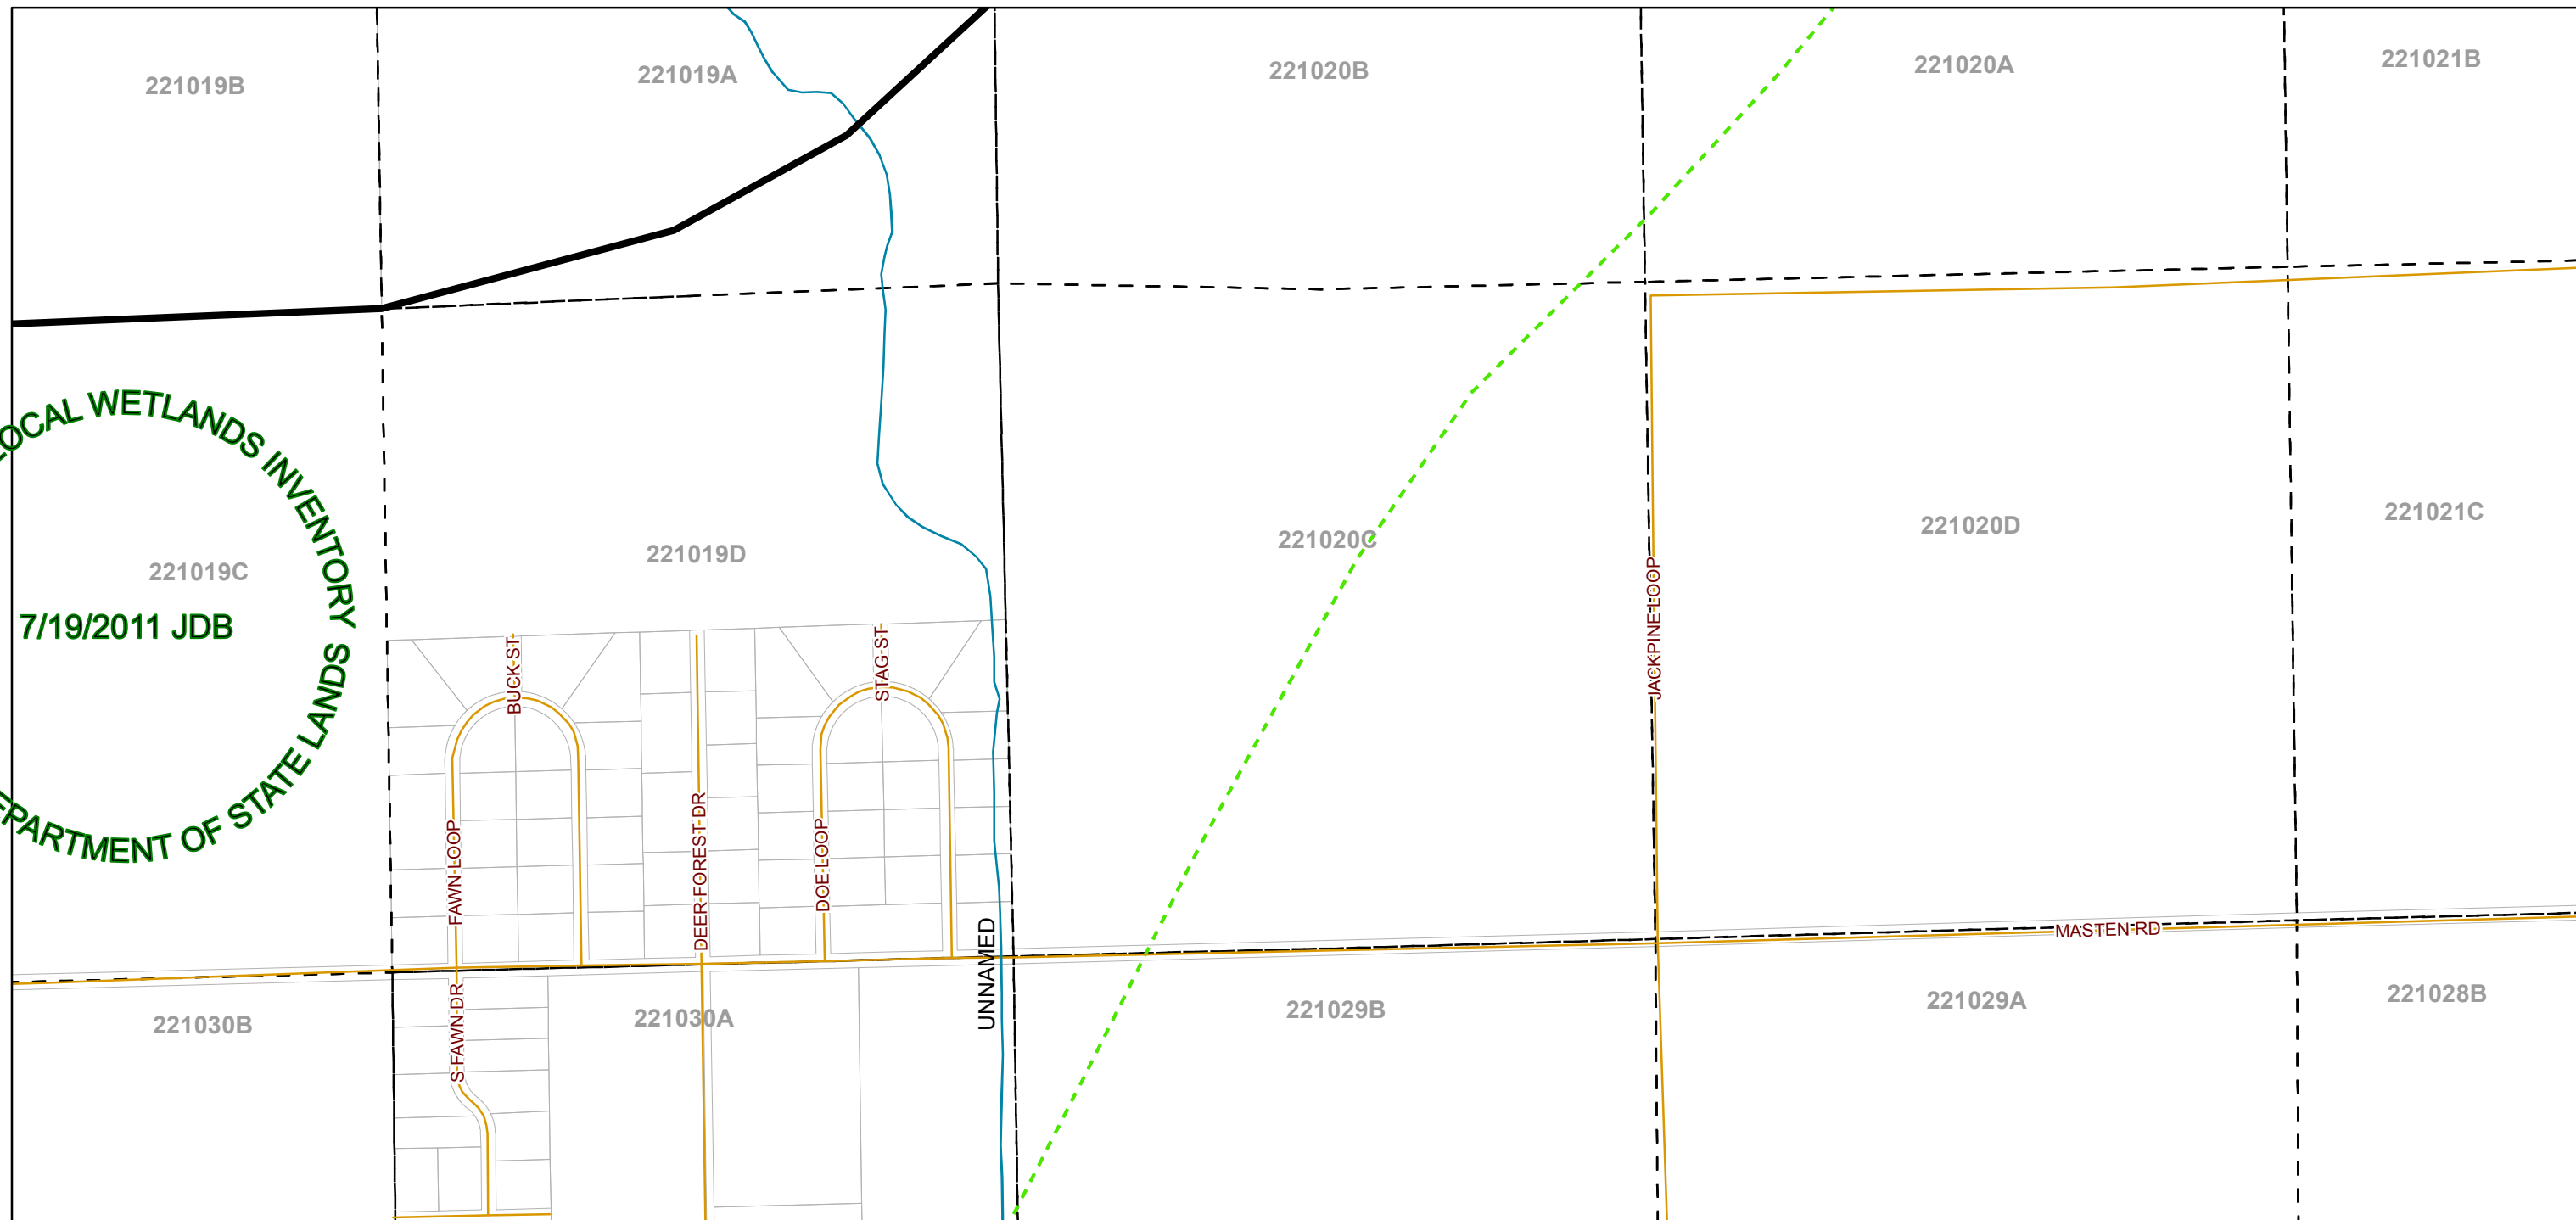 221019B
221019A
221020B
221020A
221021B
OCAL WETLANDS INVENTORY
221019C
7/19/2011 JDB
PARTMENT OF STATE LANDS
221019D
221020C
221020D
221021C
BUCK ST
STAG ST
JACKPINE LOOP
FAWN LOOP
DEER FOREST DR
DOE LOOP
UNNAMED
MASTEN RD
S FAWN DR
221030B
221030A
221029B
221029A
221028B